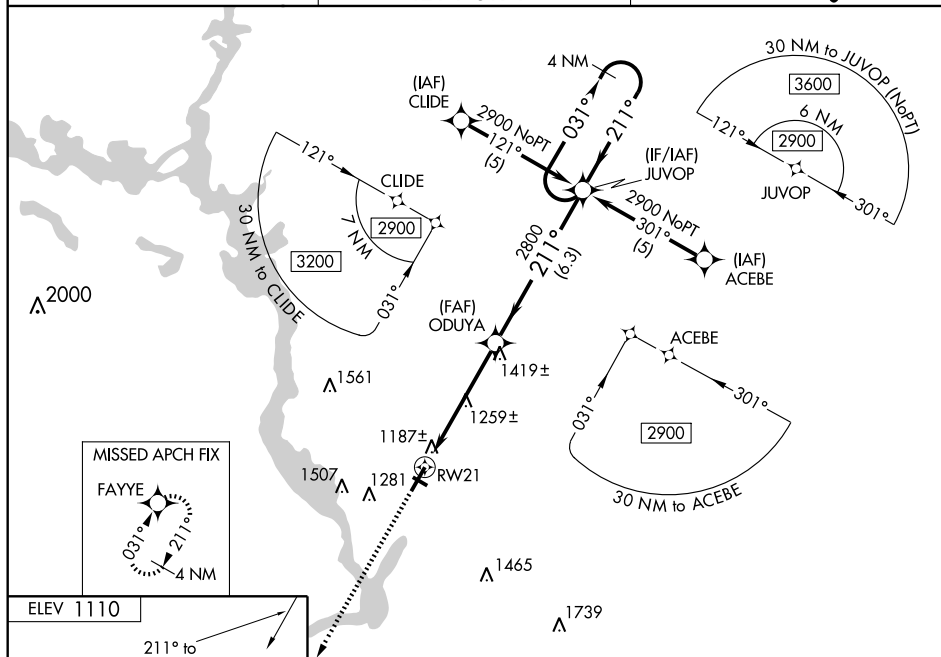 4 NM
30 NM to JUVOP (NoPT)
3600
6 NM
2900
121°
301°
JUVOP
(IAF)
CLIDE
2900 NoPT
121°
(5)
031°
211°
(IF/IAF)
JUVOP
2900 NoPT
301°
(5)
(IAF)
ACEBE
121°
CLIDE
2900
7 NM
3200
30 NM to CLIDE
031°
2800
211°
(6.3)
(FAF)
ODUYA
2000
1561
1419±
1259±
1187±
1507
1281
RW21
ACEBE
301°
031°
2900
30 NM to ACEBE
MISSED APCH FIX
FAYYE
031°
211°
4 NM
1465
1739
ELEV 1110
211° to